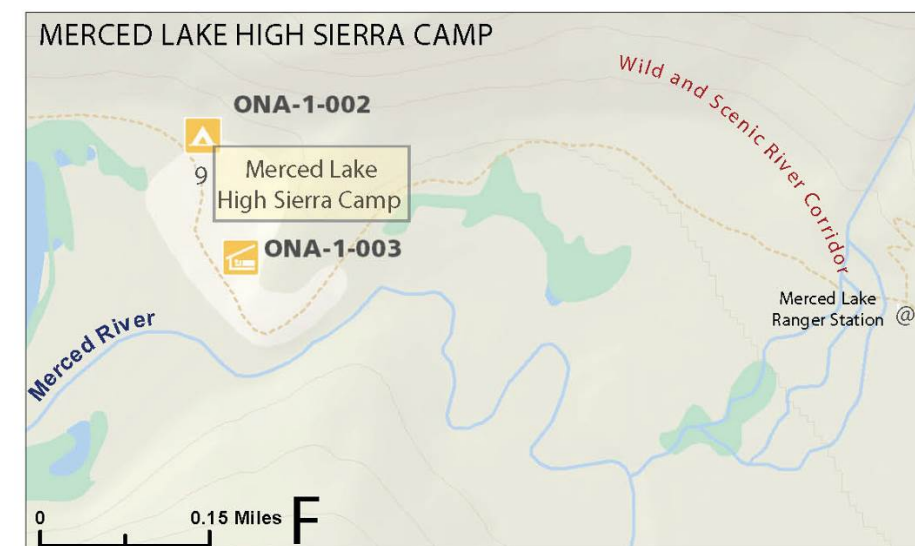 MERCED LAKE HIGH SIERRA CAMP
Wild and Scenic River Corridor
ONA-1-002
9
Merced Lake
High Sierra Camp
ONA-1-003
Merced Lake
Ranger Station @
Merced River
0 0.15 Miles F